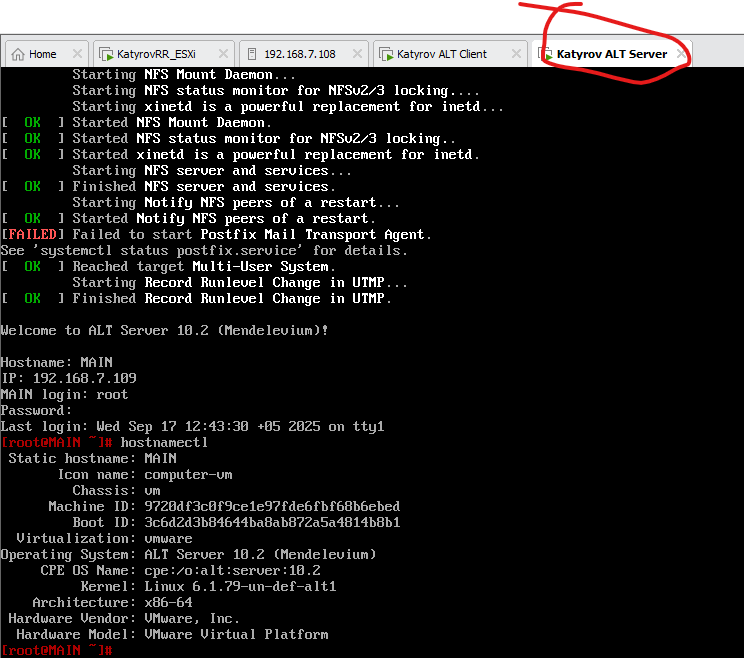 Home
KatyrovRR_ESXi
192.168.7.108
Katyrov ALT Client
Katyrov ALT Server
Starting NFS Mount Daemon...
Starting NFS status monitor for NFSv2/3 locking....
Starting xinetd is a powerful replacement for inetd...
[  OK  ] Started NFS Mount Daemon.
[  OK  ] Started NFS status monitor for NFSv2/3 locking..
[  OK  ] Started xinetd is a powerful replacement for inetd.
Starting NFS server and services...
[  OK  ] Finished NFS server and services.
Starting Notify NFS peers of a restart...
[  OK  ] Started Notify NFS peers of a restart.
[FAILED] Failed to start Postfix Mail Transport Agent.
See 'systemctl status postfix.service' for details.
[  OK  ] Reached target Multi-User System.
Starting Record Runlevel Change in UTMP...
[  OK  ] Finished Record Runlevel Change in UTMP.
Welcome to ALT Server 10.2 (Mendelevium)!
Hostname: MAIN
IP: 192.168.7.109
MAIN login: root
Password:
Last login: Wed Sep 17 12:43:30 +05 2025 on tty1
[root@MAIN ~]# hostnamectl
Static hostname: MAIN
Icon name: computer-vm
Chassis: vm
Machine ID: 9720df3c0f9ce1e97fde6fbf68b6ebed
Boot ID: 3c6d2d3b84644ba8ab872a5a4814b8b1
Virtualization: vmware
Operating System: ALT Server 10.2 (Mendelevium)
CPE OS Name: cpe:/o:alt:server:10.2
Kernel: Linux 6.1.79-un-def-alt1
Architecture: x86-64
Hardware Vendor: VMware, Inc.
Hardware Model: VMware Virtual Platform
[root@MAIN ~]#